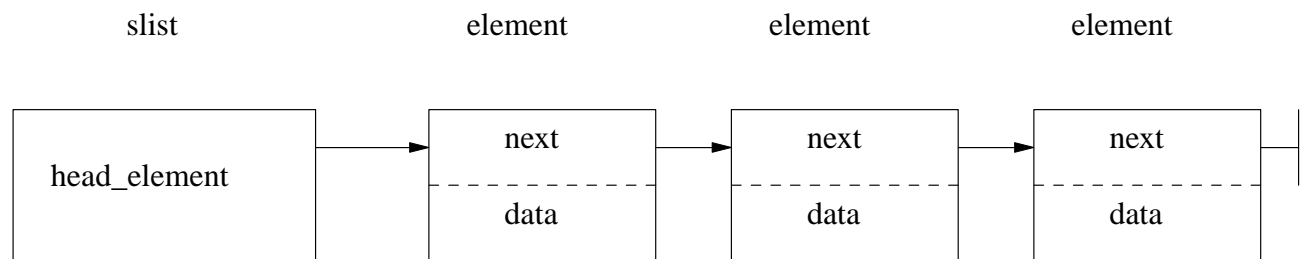 slist element element element
next next next
head_element
data data data